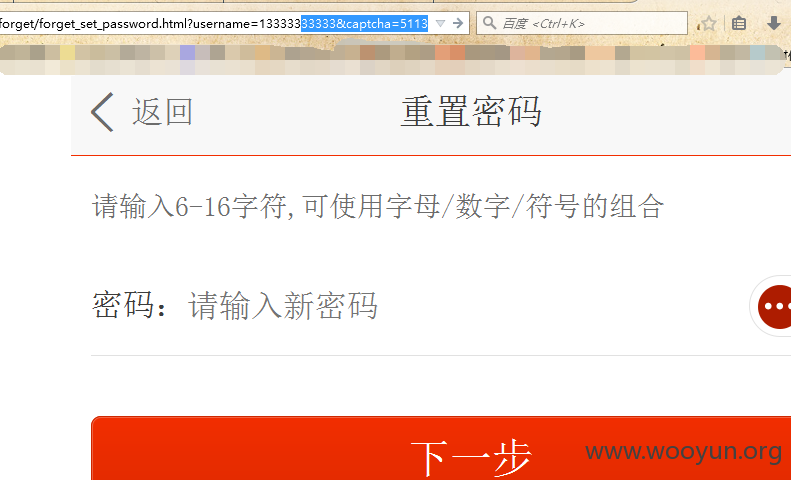 forget/forget_set_password.html?username=13333383333&captcha=5113
百度 <Ctrl+K>
返回
重置密码
请输入6-16字符,可使用字母/数字/符号的组合
密码：请输入新密码
下一步
www.wooyun.org